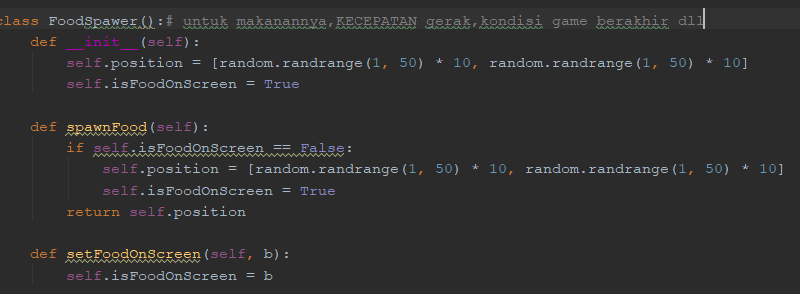 class FoodSpawer():# untuk makanannya,KECEPATAN gerak,kondisi game berakhir dll
    def __init__(self):
        self.position = [random.randrange(1, 50) * 10, random.randrange(1, 50) * 10]
        self.isFoodOnScreen = True

    def spawnFood(self):
        if self.isFoodOnScreen == False:
            self.position = [random.randrange(1, 50) * 10, random.randrange(1, 50) * 10]
            self.isFoodOnScreen = True
        return self.position

    def setFoodOnScreen(self, b):
        self.isFoodOnScreen = b